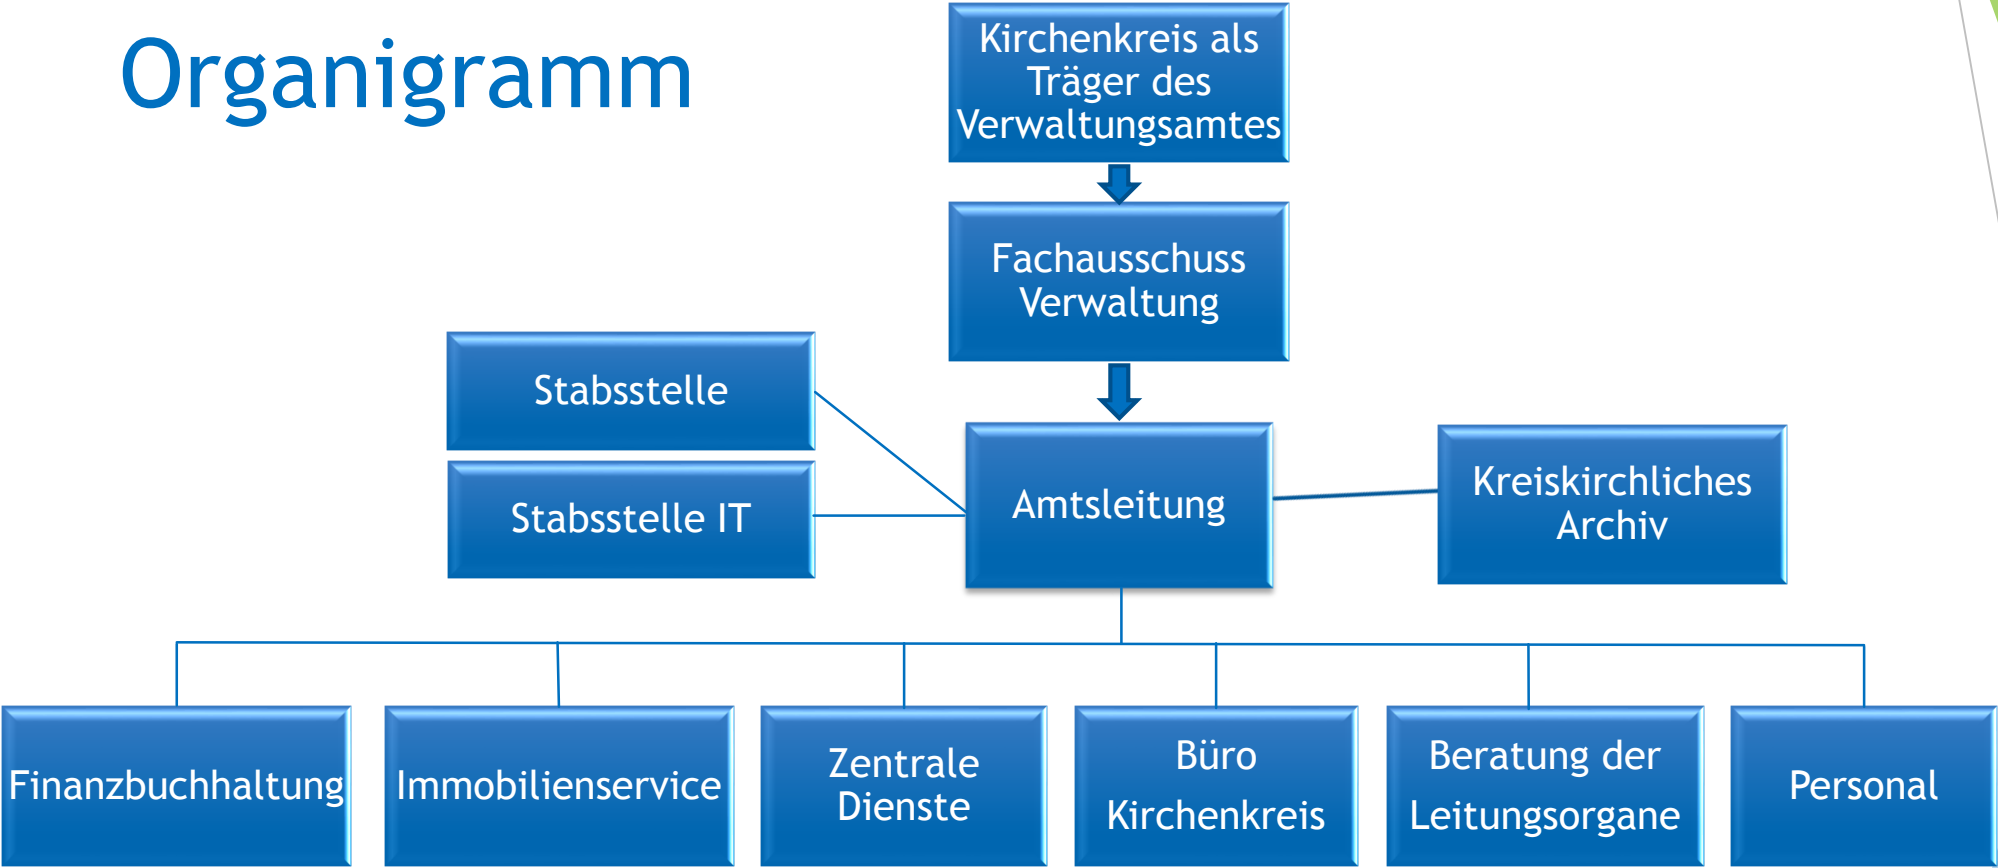 Organigramm
Kirchenkreis als
Träger des
Verwaltungsamtes
Fachausschuss
Verwaltung
Stabsstelle
Stabsstelle IT
Amtsleitung
Kreiskirchliches
Archiv
Finanzbuchhaltung
Immobilienservice
Zentrale
Dienste
Büro
Kirchenkreis
Beratung der
Leitungsorgane
Personal